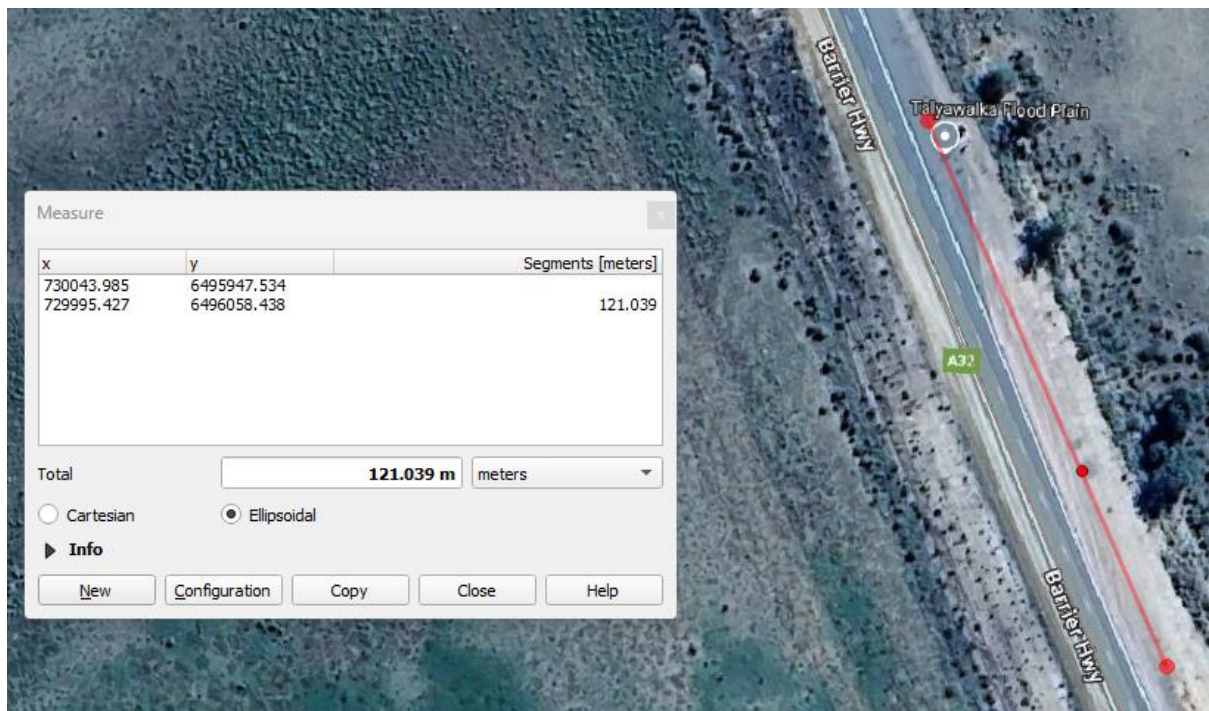 Barrier Hwy
Talyawalka Flood Plain
Measure
x y Segments [meters]
730043.985 6495947.534
729995.427 6496058.438 121.039
Total 121.039 m meters
Cartesian Ellipsoidal
Info
New Configuration Copy Close Help
A32
Barrier Hwy